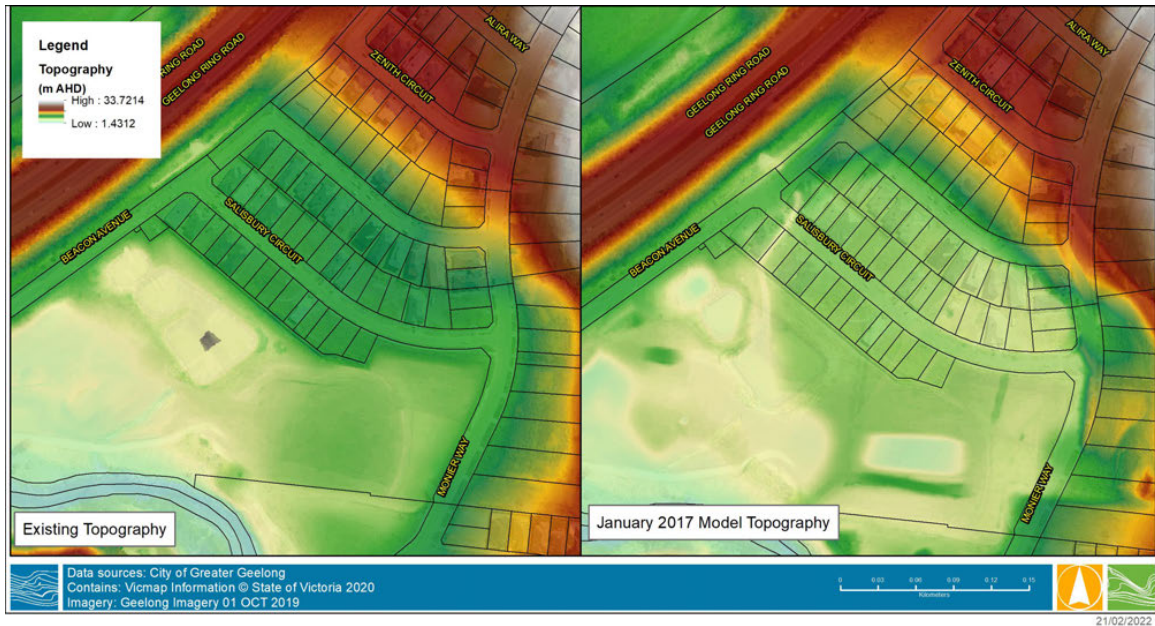 Legend
Topography
(m AHD)
High : 33.7214
Low : 1.4312
RING ROAD
GEELONG RING ROAD
ZENITH CIRCUIT
ALIRA WAY
BEACON AVENUE
SALISBURY CIRCUIT
MONIER WAY
Existing Topography
GEELONG RING ROAD
GEELONG RING ROAD
ZENITH CIRCUIT
ALIRA WAY
BEACON AVENUE
SALISBURY CIRCUIT
MONIER WAY
January 2017 Model Topography
Data sources: City of Greater Geelong
Contains: Vicmap Information © State of Victoria 2020
Imagery: Geelong Imagery 01 OCT 2019
0 0.03 0.06 0.09 0.12 0.15
Kilometers
21/02/2022